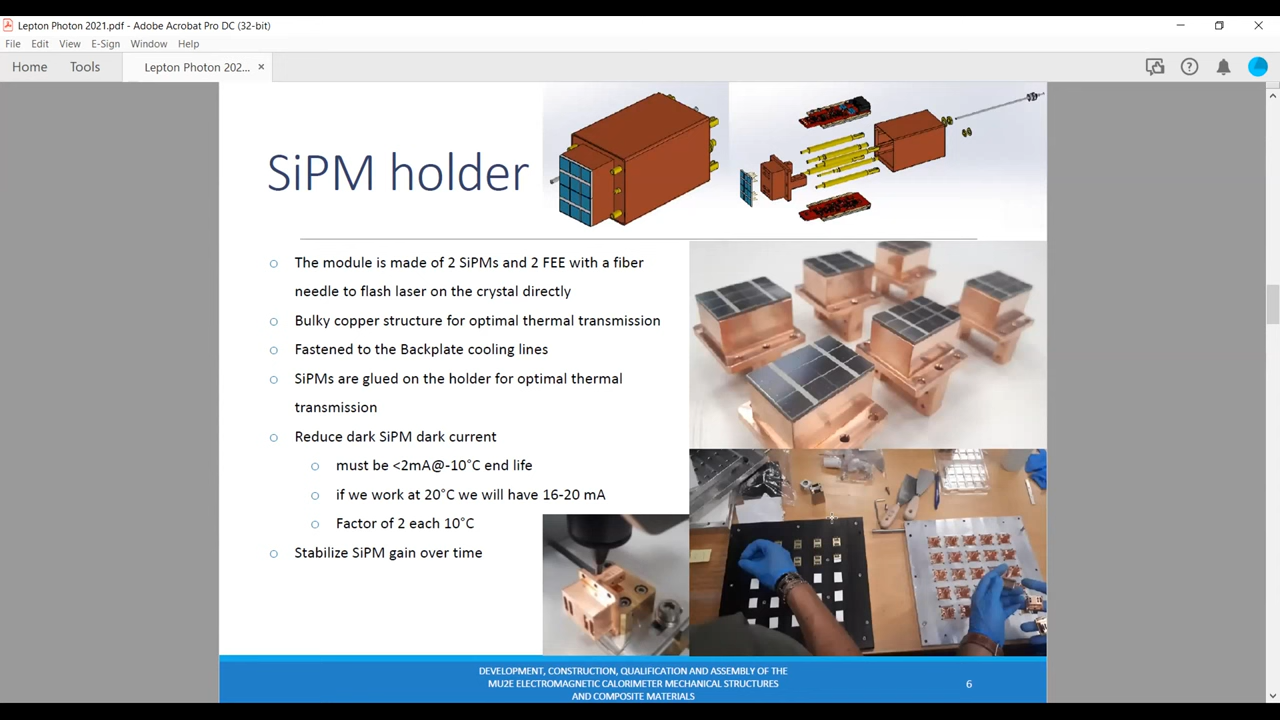 Lepton Photon 2021.pdf - Adobe Acrobat Pro DC (32-bit)
File Edit View E-Sign Window Help
Home Tools Lepton Photon 202... ×
SiPM holder
The module is made of 2 SiPMs and 2 FEE with a fiber
needle to flash laser on the crystal directly
Bulky copper structure for optimal thermal transmission
Fastened to the Backplate cooling lines
SiPMs are glued on the holder for optimal thermal
transmission
Reduce dark SiPM dark current
must be <2mA@-10°C end life
if we work at 20°C we will have 16-20 mA
Factor of 2 each 10°C
Stabilize SiPM gain over time
DEVELOPMENT, CONSTRUCTION, QUALIFICATION AND ASSEMBLY OF THE
MU2E ELECTROMAGNETIC CALORIMETER MECHANICAL STRUCTURES
AND COMPOSITE MATERIALS
6